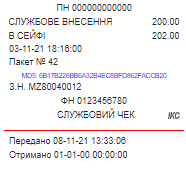 ПН 000000000000
СЛУЖБОВЕ ВНЕСЕННЯ 200.00
В СЕЙФІ 202.00
03-11-21 18:16:00
Пакет № 42
MD5: 6B17B226BB6A32B4EC8BFD862FACCB20
З.Н. MZ80040012
ФН 0123456780
СЛУЖБОВИЙ ЧЕК ІКС
Передано 08-11-21 13:33:06
Отримано 01-01-00 00:00:00